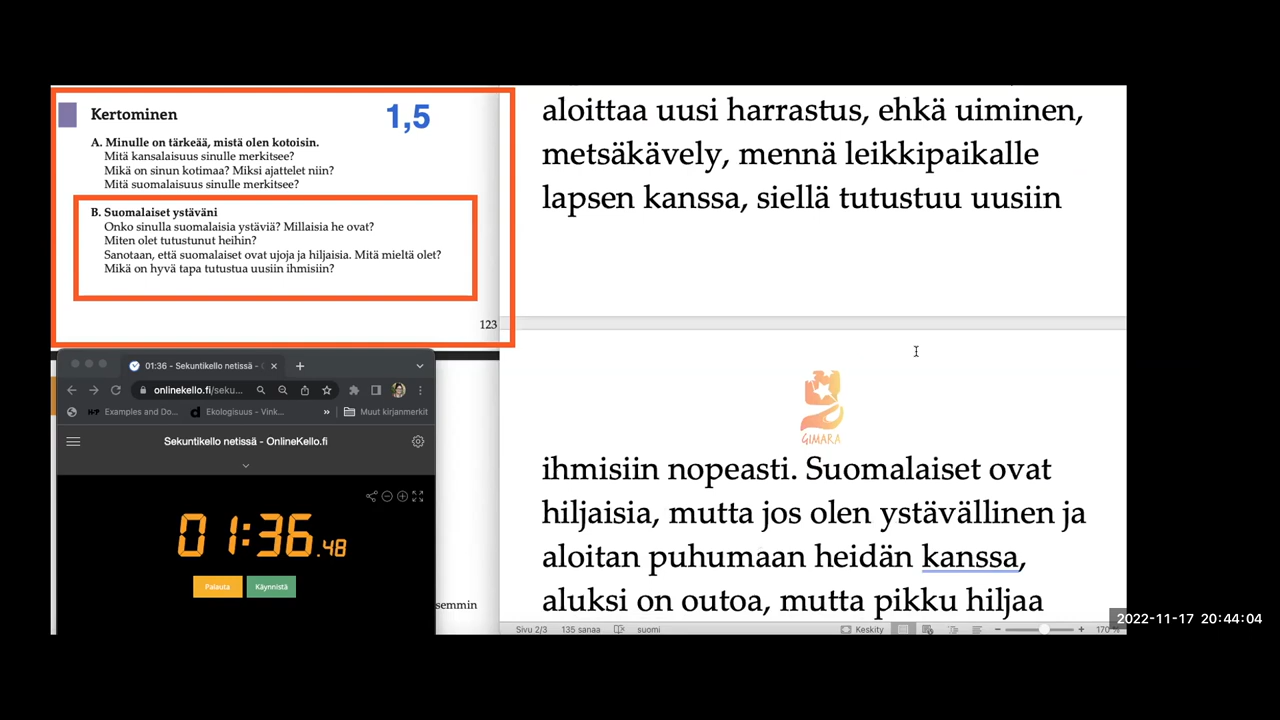 Kertominen
1,5
A. Minulle on tärkeää, mistä olen kotoisin.
Mitä kansalaisuus sinulle merkitsee?
Mikä on sinun kotimaa? Miksi ajattelet niin?
Mitä suomalaisuus sinulle merkitsee?
B. Suomalaiset ystäväni
Onko sinulla suomalaisia ystäviä? Millaisia he ovat?
Miten olet tutustunut heihin?
Sanotaan, että suomalaiset ovat ujoja ja hiljaisia. Mitä mieltä olet?
Mikä on hyvä tapa tutustua uusiin ihmisiin?
123
01:36 - Sekuntikello netissä -
onlinekello.fi/seku...
Examples and Do...
Ekologisuus - Vink...
»
Muut kirjanmerkit
Sekuntikello netissä - OnlineKello.fi
01:36.48
Palauta
Käynnistä
semmin
aloittaa uusi harrastus, ehkä uiminen,
metsäkävely, mennä leikkipaikalle
lapsen kanssa, siellä tutustuu uusiin
GIMARA
ihmisiin nopeasti. Suomalaiset ovat
hiljaisia, mutta jos olen ystävällinen ja
aloitan puhumaan heidän kanssa,
aluksi on outoa, mutta pikku hiljaa
Sivu 2/3 135 sanaa suomi Keskity 170 %
2022-11-17 20:44:04